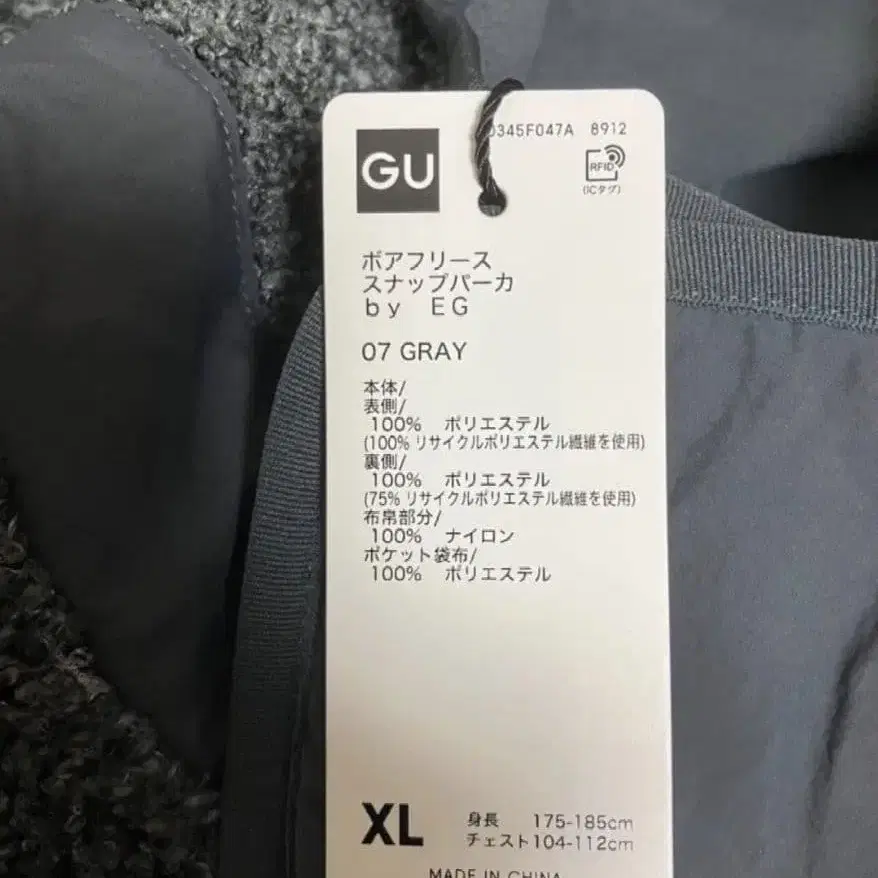 GU
345F047A 8912
RFID
(ICタグ)
ボアフリース
スナップパーカ
by EG
07 GRAY
本体/
表側/
100% ポリエステル
(100% リサイクルポリエステル繊維を使用)
裏側/
100% ポリエステル
(75% リサイクルポリエステル繊維を使用)
布帛部分/
100% ナイロン
ポケット袋布/
100% ポリエステル
XL 身長 175-185cm
チェスト104-112cm
MADE IN CHINA